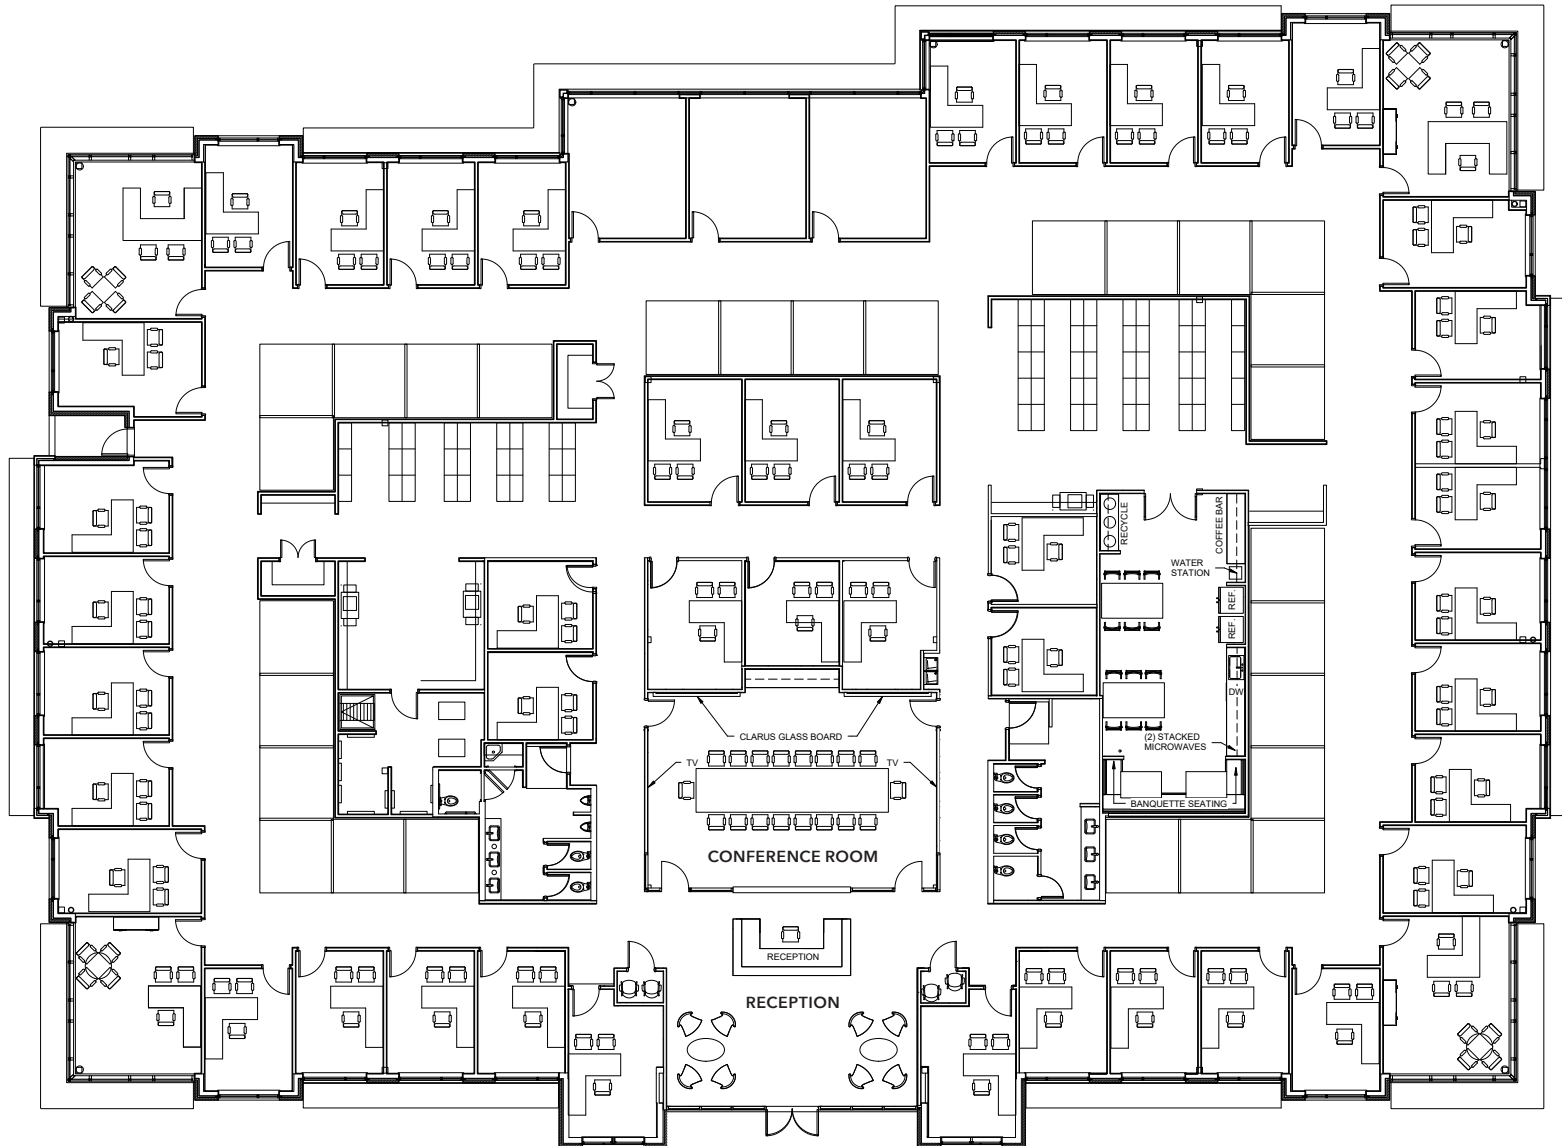 RECYCLE
COFFEE BAR
WATER
STATION
REF.
REF.
DW
CLARUS GLASS BOARD
(2) STACKED
MICROWAVES
TV
TV
BANQUETTE SEATING
CONFERENCE ROOM
RECEPTION
RECEPTION